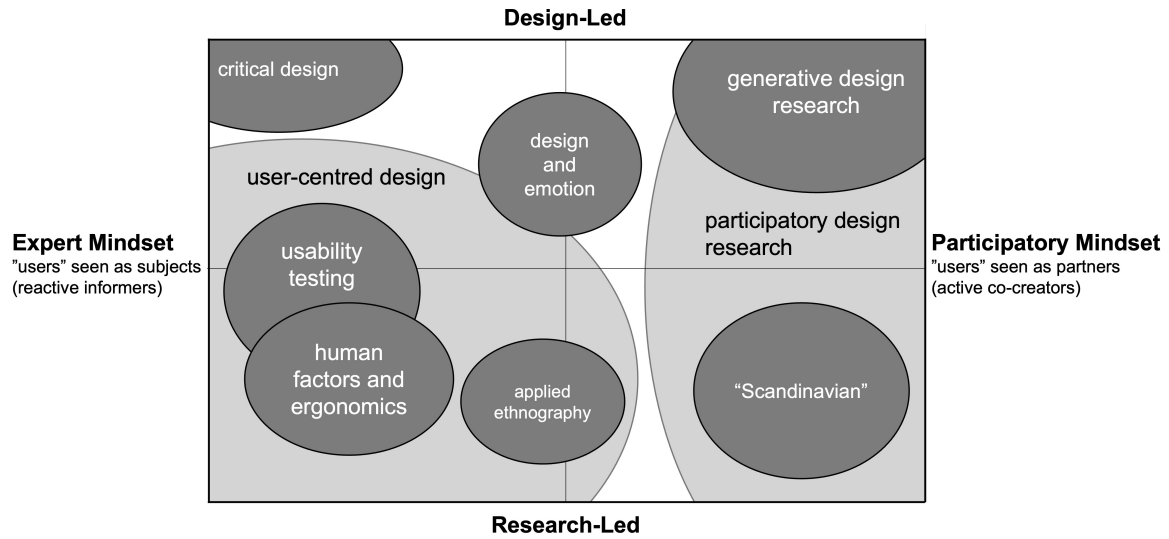 Design-Led
critical design
generative design
research
design
and
emotion
user-centred design
participatory design
research
Expert Mindset
”users” seen as subjects
(reactive informers)
usability
testing
Participatory Mindset
”users” seen as partners
(active co-creators)
human
factors and
ergonomics
applied
ethnography
“Scandinavian”
Research-Led